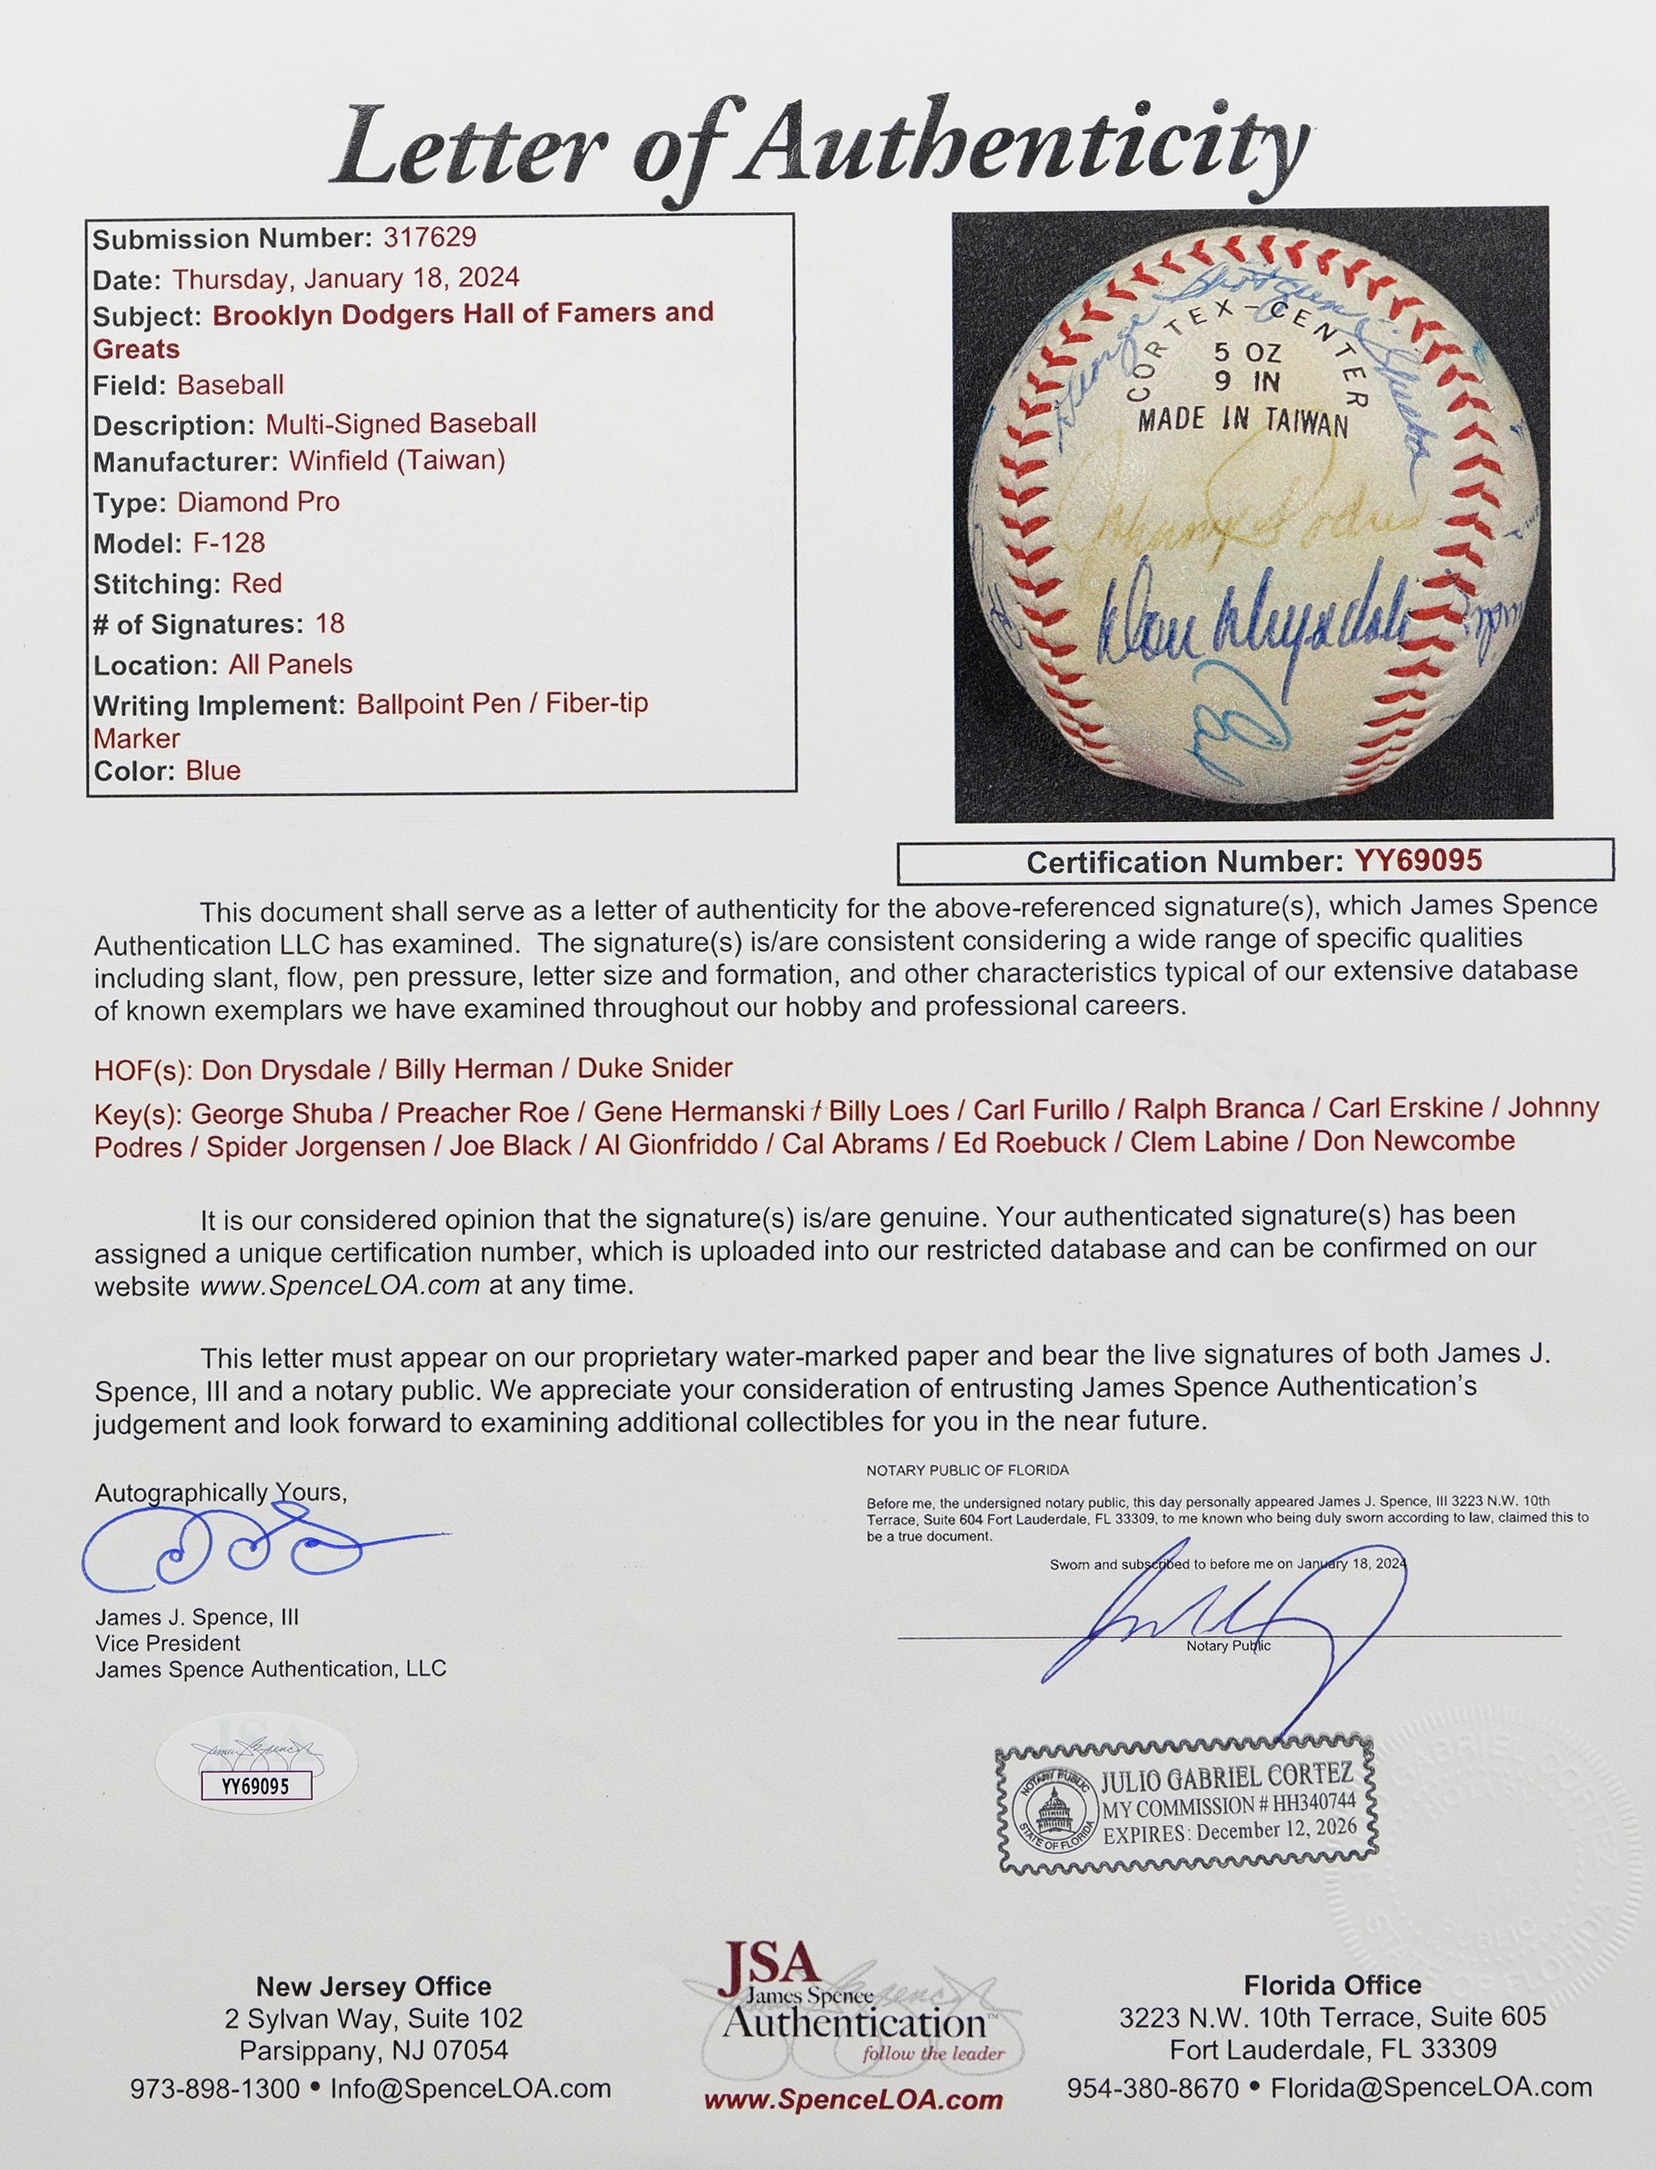 Letter of Authenticity
Submission Number: 317629
Date: Thursday, January 18, 2024
Subject: Brooklyn Dodgers Hall of Famers and
Greats
Field: Baseball
Description: Multi-Signed Baseball
Manufacturer: Winfield (Taiwan)
Type: Diamond Pro
Model: F-128
Stitching: Red
# of Signatures: 18
Location: All Panels
Writing Implement: Ballpoint Pen / Fiber-tip
Marker
Color: Blue
George "Shotgun" Shuba
CORTEX-CENTER
5 OZ
9 IN
MADE IN TAIWAN
Johnny Podres
Don Drysdale
Certification Number: YY69095
This document shall serve as a letter of authenticity for the above-referenced signature(s), which James Spence
Authentication LLC has examined. The signature(s) is/are consistent considering a wide range of specific qualities
including slant, flow, pen pressure, letter size and formation, and other characteristics typical of our extensive database
of known exemplars we have examined throughout our hobby and professional careers.
HOF(s): Don Drysdale / Billy Herman / Duke Snider
Key(s): George Shuba / Preacher Roe / Gene Hermanski / Billy Loes / Carl Furillo / Ralph Branca / Carl Erskine / Johnny
Podres / Spider Jorgensen / Joe Black / Al Gionfriddo / Cal Abrams / Ed Roebuck / Clem Labine / Don Newcombe
It is our considered opinion that the signature(s) is/are genuine. Your authenticated signature(s) has been
assigned a unique certification number, which is uploaded into our restricted database and can be confirmed on our
website www.SpenceLOA.com at any time.
This letter must appear on our proprietary water-marked paper and bear the live signatures of both James J.
Spence, III and a notary public. We appreciate your consideration of entrusting James Spence Authentication's
judgement and look forward to examining additional collectibles for you in the near future.
Autographically Yours,
James J. Spence, III
Vice President
James Spence Authentication, LLC
NOTARY PUBLIC OF FLORIDA
Before me, the undersigned notary public, this day personally appeared James J. Spence, III 3223 N.W. 10th
Terrace, Suite 604 Fort Lauderdale, FL 33309, to me known who being duly sworn according to law, claimed this to
be a true document.
Sworn and subscribed to before me on January 18, 2024
Notary Public
JSA
James Spence
YY69095
NOTARY PUBLIC
STATE OF FLORIDA
JULIO GABRIEL CORTEZ
MY COMMISSION # HH340744
EXPIRES: December 12, 2026
New Jersey Office
2 Sylvan Way, Suite 102
Parsippany, NJ 07054
973-898-1300 • Info@SpenceLOA.com
JSA
James Spence
Authentication™
follow the leader
www.SpenceLOA.com
Florida Office
3223 N.W. 10th Terrace, Suite 605
Fort Lauderdale, FL 33309
954-380-8670 • Florida@SpenceLOA.com